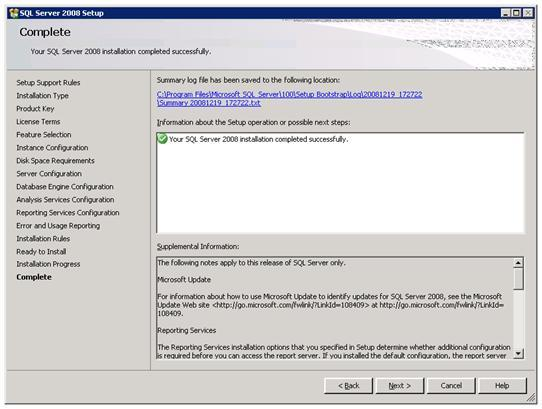 SQL Server 2008 Setup
Complete
Your SQL Server 2008 installation completed successfully.
Setup Support Rules
Installation Type
Product Key
License Terms
Feature Selection
Instance Configuration
Disk Space Requirements
Server Configuration
Database Engine Configuration
Analysis Services Configuration
Reporting Services Configuration
Error and Usage Reporting
Installation Rules
Ready to Install
Installation Progress
Complete
Summary log file has been saved to the following location:
C:\Program Files\Microsoft SQL Server\100\Setup Bootstrap\Log\20081219_172722
\Summary_20081219_172722.txt
Information about the Setup operation or possible next steps:
Your SQL Server 2008 installation completed successfully.
Supplemental Information:
The following notes apply to this release of SQL Server only.
Microsoft Update
For information about how to use Microsoft Update to identify updates for SQL Server 2008, see the Microsoft
Update Web site <http://go.microsoft.com/fwlink/?LinkId=108409> at http://go.microsoft.com/fwlink/?LinkId=
108409.
Reporting Services
The Reporting Services installation options that you specified in Setup determine whether additional configuration
is required before you can access the report server. If you installed the default configuration, the report server
< Back
Next >
Cancel
Help